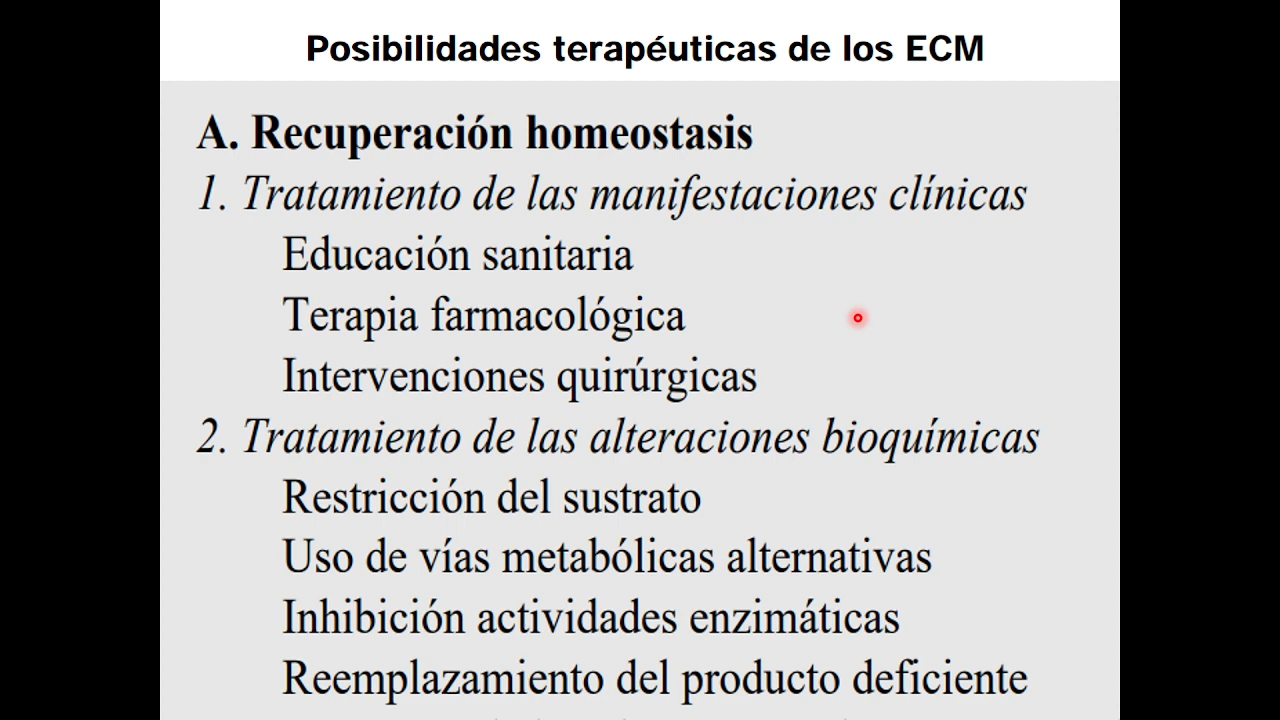 Posibilidades terapéuticas de los ECM
A. Recuperación homeostasis
1. Tratamiento de las manifestaciones clínicas
Educación sanitaria
Terapia farmacológica
Intervenciones quirúrgicas
2. Tratamiento de las alteraciones bioquímicas
Restricción del sustrato
Uso de vías metabólicas alternativas
Inhibición actividades enzimáticas
Reemplazamiento del producto deficiente